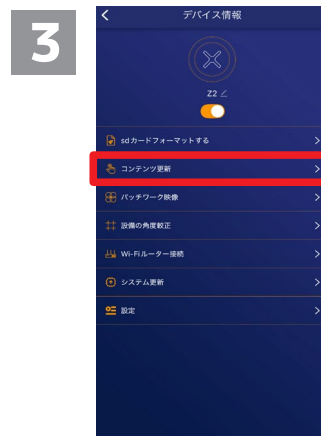 3
デバイス情報
Z2
sdカードフォーマットする
コンテンツ更新
パッチワーク映像
設備の角度較正
Wi-Fiルーター接続
システム更新
設定